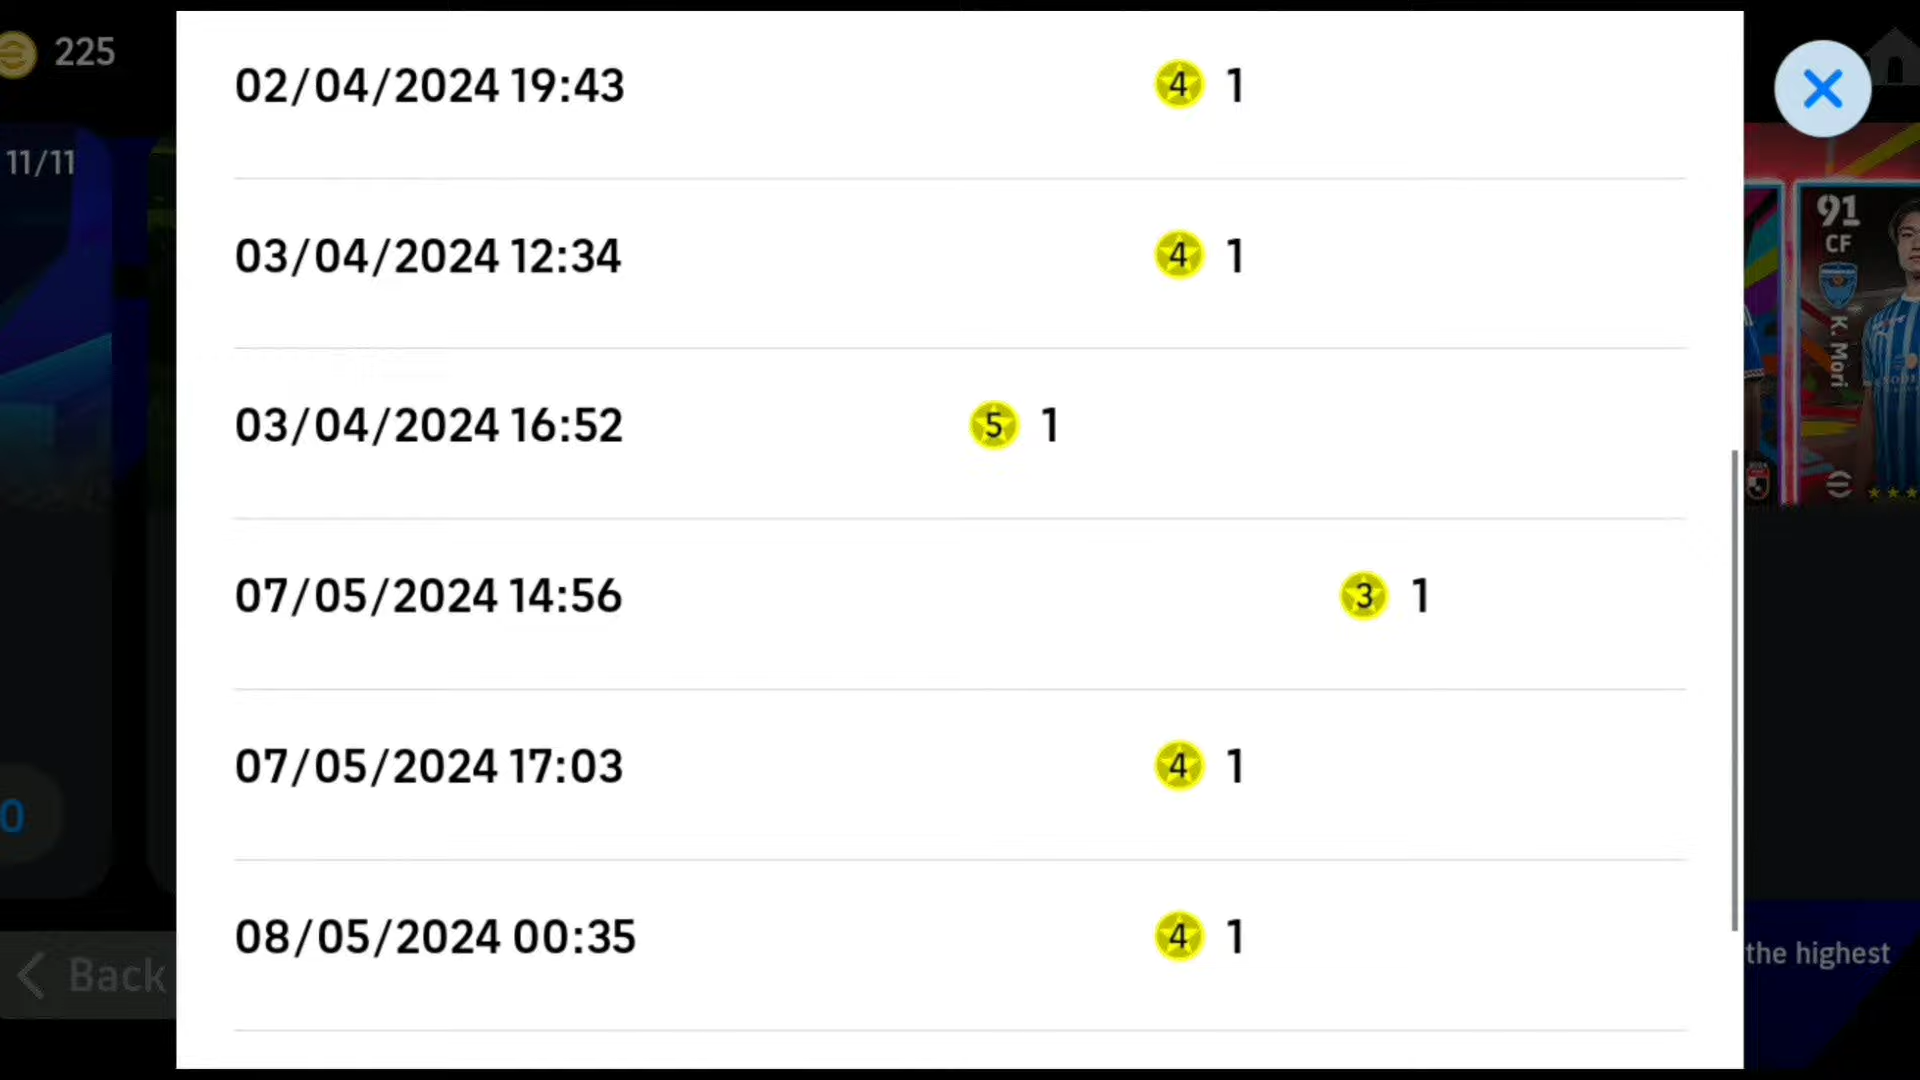 225
11/11
02/04/2024 19:43 4 1
03/04/2024 12:34 4 1
03/04/2024 16:52 5 1
07/05/2024 14:56 3 1
07/05/2024 17:03 4 1
08/05/2024 00:35 4 1
0
Back
91
CF
K. Mori
the highest